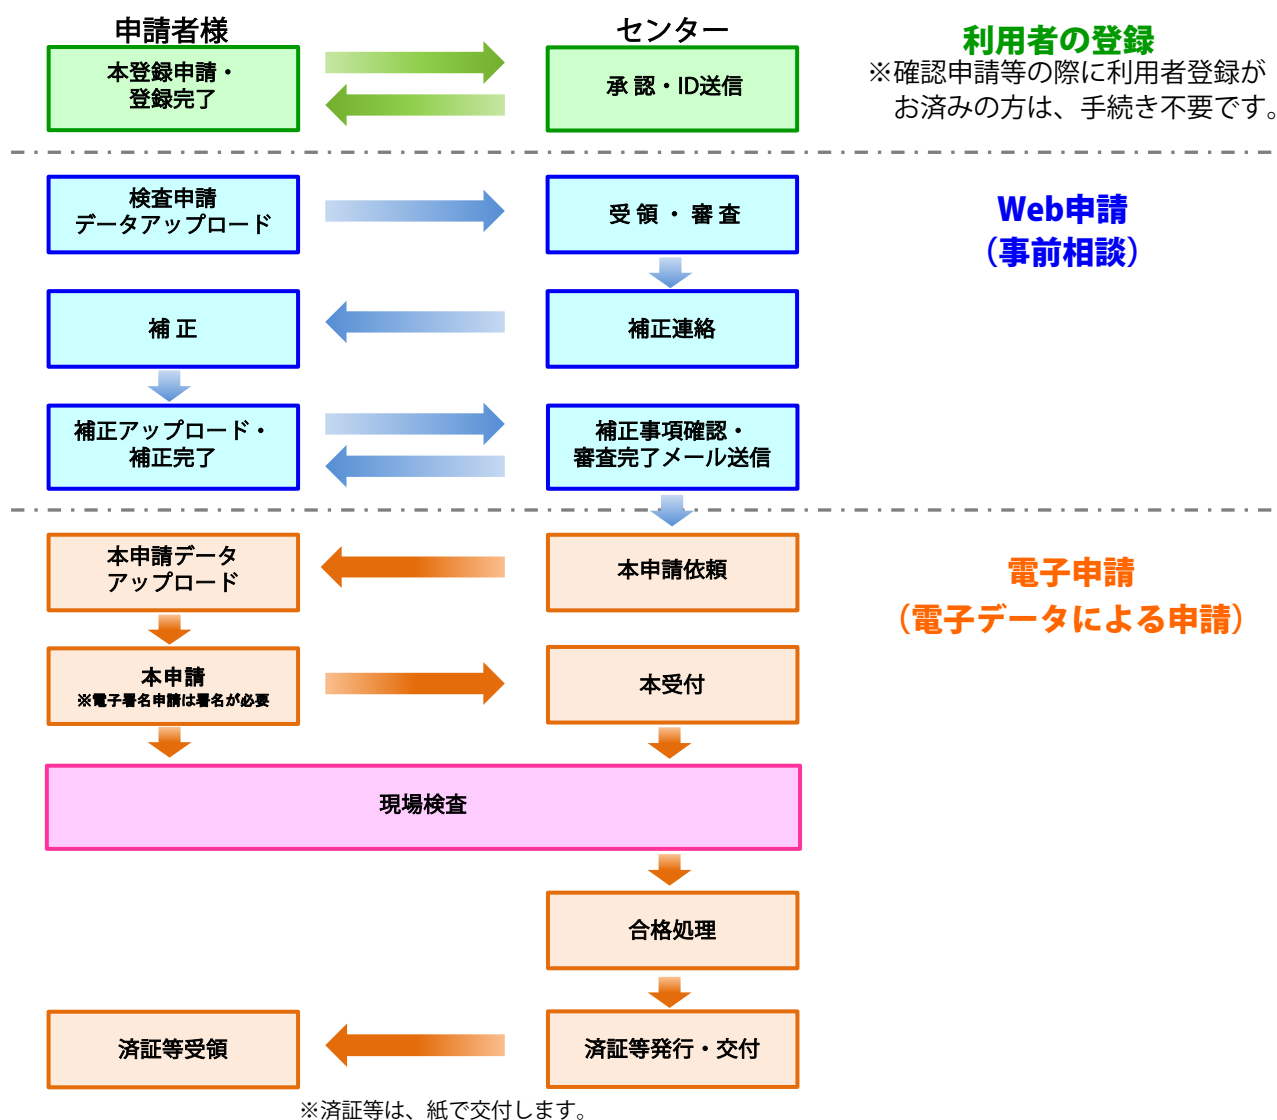 申請者様
センター
利用者の登録
※確認申請等の際に利用者登録が
お済みの方は、手続き不要です。
本登録申請・
登録完了
承 認・ID送信
検査申請
データアップロード
受 領 ・ 審 査
Web申請
（事前相談）
補 正
補正連絡
補正アップロード・
補正完了
補正事項確認・
審査完了メール送信
本申請データ
アップロード
本申請依頼
電子申請
（電子データによる申請）
本申請
※電子署名申請は署名が必要
本受付
現場検査
合格処理
済証等受領
済証等発行・交付
※済証等は、紙で交付します。